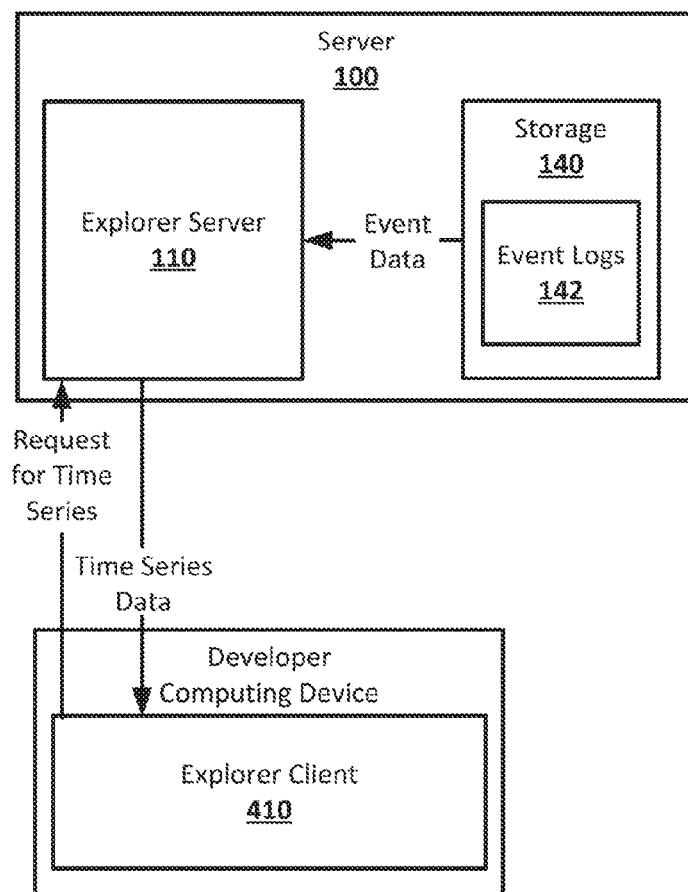 Server
100
Explorer Server
110
Event
Data
Storage
140
Event Logs
142
Request
for Time
Series
Time Series
Data
Developer
Computing Device
Explorer Client
410